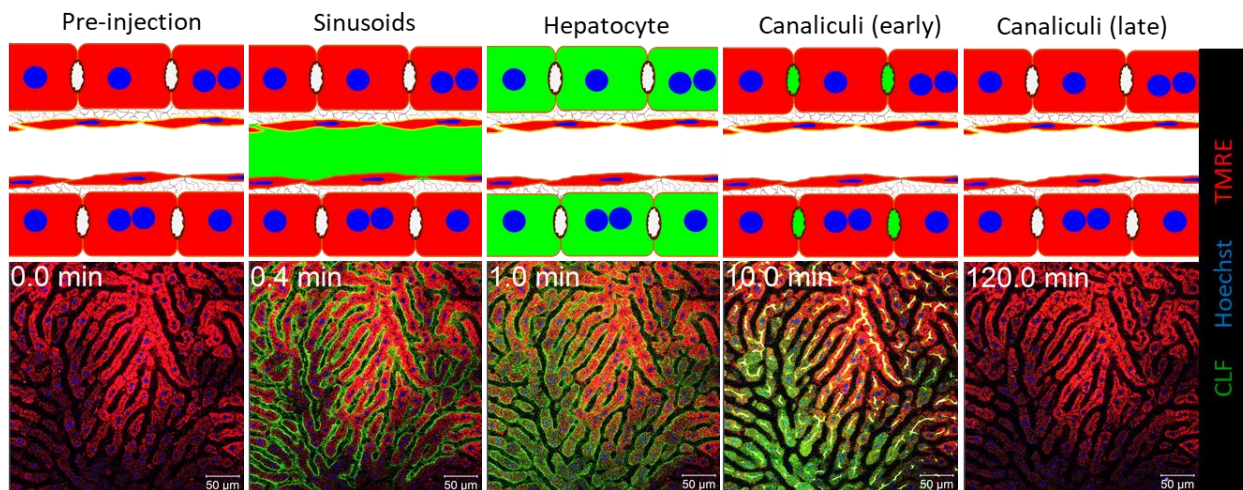 Pre-injection
Sinusoids
Hepatocyte
Canaliculi (early)
Canaliculi (late)
0.0 min
0.4 min
1.0 min
10.0 min
120.0 min
50 µm
50 µm
50 µm
50 µm
50 µm
CLF Hoechst TMRE